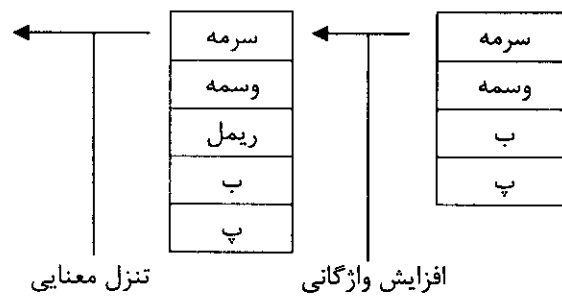 سرمه
وسمه
ب
پ
افزایش واژگانی
سرمه
وسمه
ریمل
ب
پ
تنزل معنایی